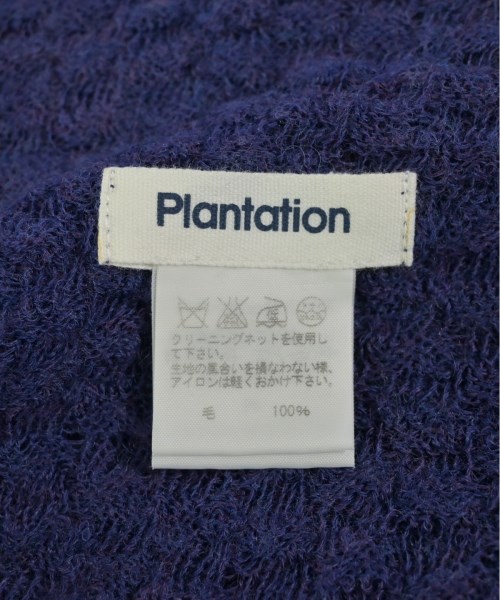 Plantation
クリーニングネットを使用し
て下さい。
生地の風合いを損なわない様、
アイロンは軽くおかけ下さい。
毛 100%